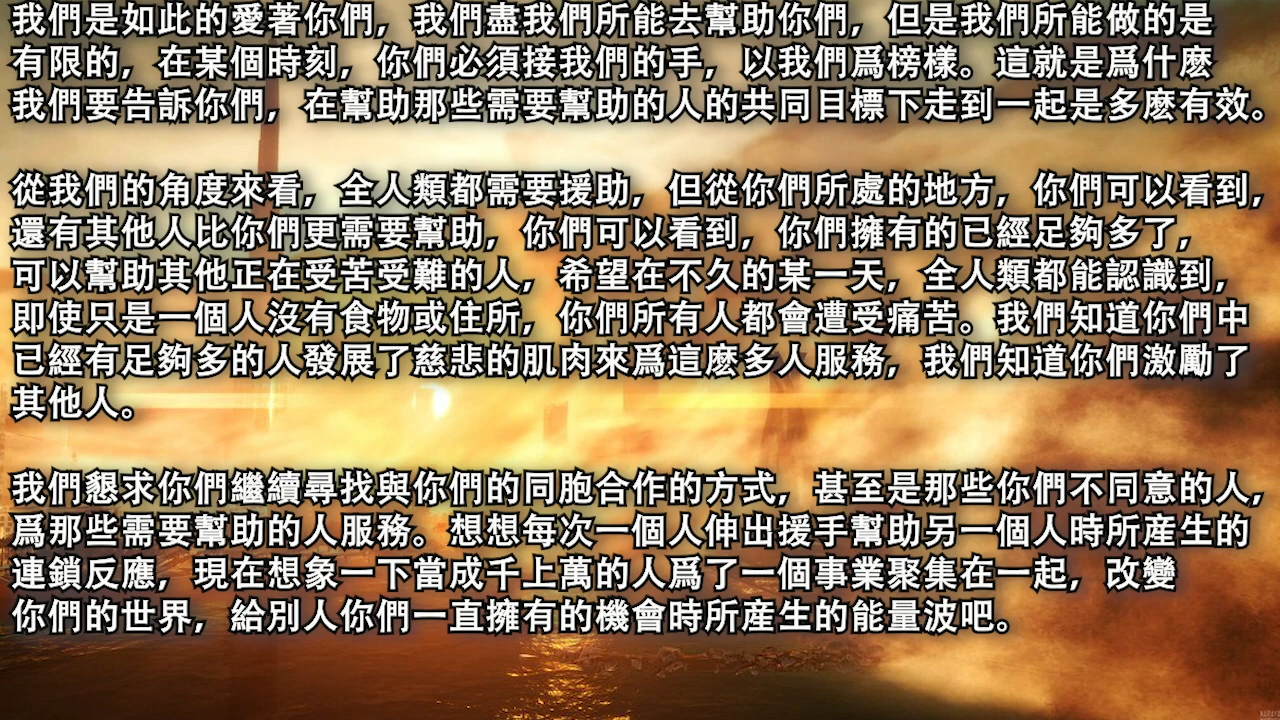 我們是如此的愛著你們，我們盡我們所能去幫助你們，但是我們所能做的是
有限的，在某個時刻，你們必須接我們的手，以我們爲榜樣。這就是爲什麽
我們要告訴你們，在幫助那些需要幫助的人的共同目標下走到一起是多麽有效。
從我們的角度來看，全人類都需要援助，但從你們所處的地方，你們可以看到，
還有其他人比你們更需要幫助，你們可以看到，你們擁有的已經足夠多了，
可以幫助其他正在受苦受難的人，希望在不久的某一天，全人類都能認識到，
即使只是一個人沒有食物或住所，你們所有人都會遭受痛苦。我們知道你們中
已經有足夠多的人發展了慈悲的肌肉來爲這麽多人服務，我們知道你們激勵了
其他人。
我們懇求你們繼續尋找與你們的同胞合作的方式，甚至是那些你們不同意的人，
爲那些需要幫助的人服務。想想每次一個人伸出援手幫助另一個人時所産生的
連鎖反應，現在想象一下當成千上萬的人爲了一個事業聚集在一起，改變
你們的世界，給別人你們一直擁有的機會時所産生的能量波吧。